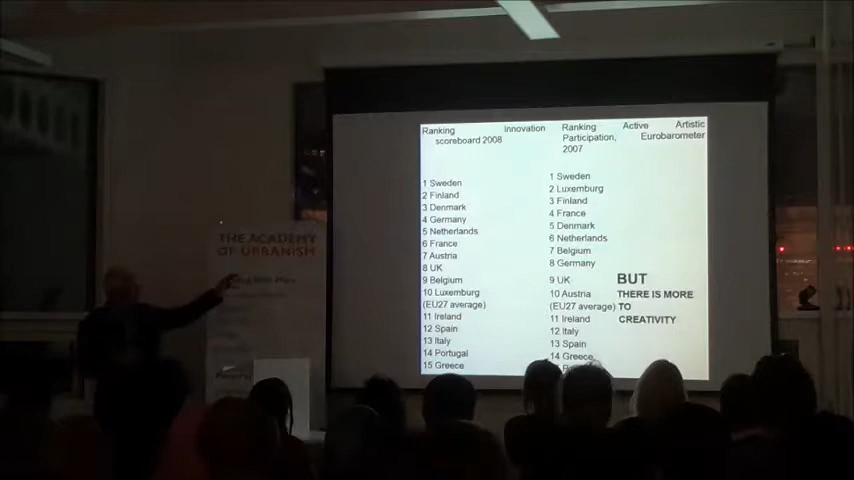 THE ACADEMY
OF URBANISM
Ranking Innovation
scoreboard 2008
1 Sweden
2 Finland
3 Denmark
4 Germany
5 Netherlands
6 France
7 Austria
8 UK
9 Belgium
10 Luxemburg
(EU27 average)
11 Ireland
12 Spain
13 Italy
14 Portugal
15 Greece
Ranking Active Artistic
Participation, Eurobarometer
2007
1 Sweden
2 Luxemburg
3 Finland
4 France
5 Denmark
6 Netherlands
7 Belgium
8 Germany
9 UK
10 Austria
(EU27 average)
11 Ireland
12 Italy
13 Spain
14 Greece
BUT
THERE IS MORE
TO
CREATIVITY